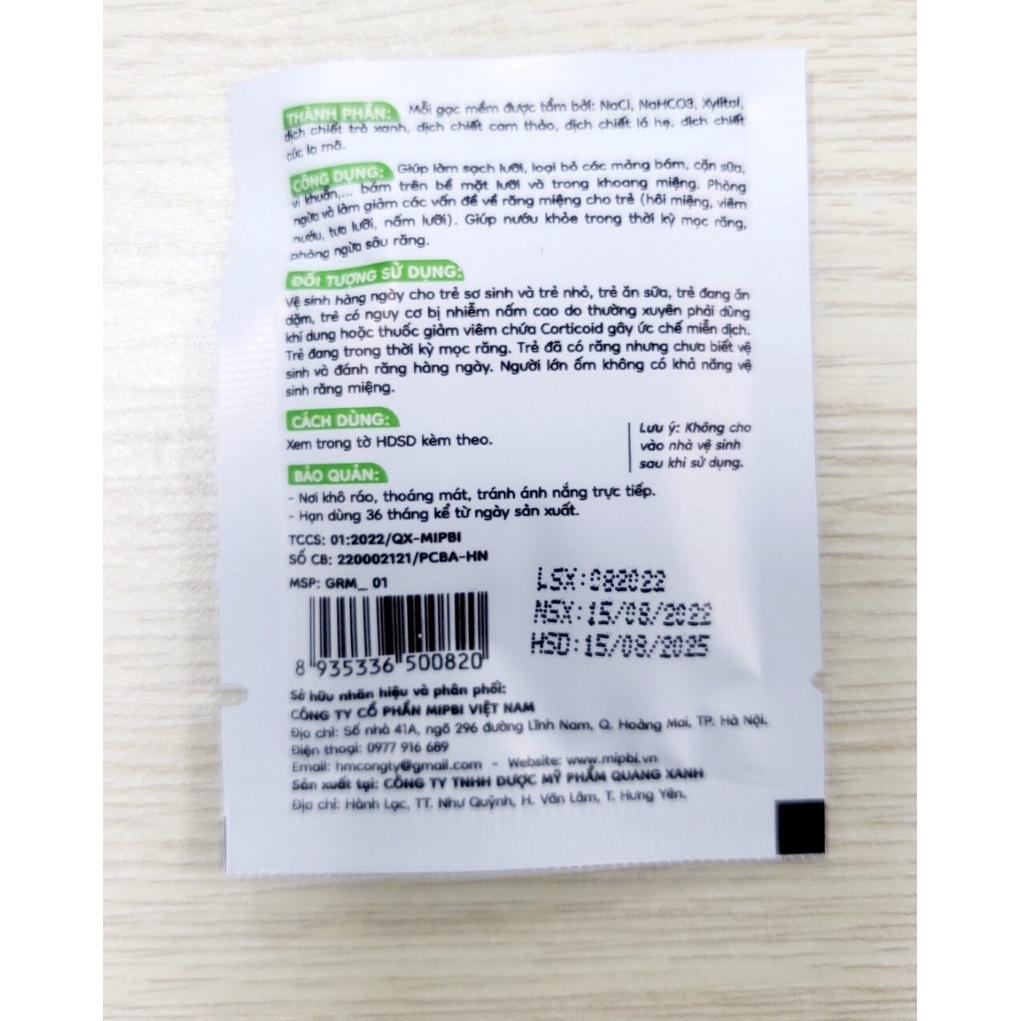 THÀNH PHẦN: Mỗi gạc mềm được tẩm bởi: NaCl, NaHCO3, Xylitol,
dịch chiết trà xanh, dịch chiết cam thảo, dịch chiết lá hẹ, dịch chiết
cúc la mã.
CÔNG DỤNG: Giúp làm sạch lưỡi, loại bỏ các mảng bám, cặn sữa,
vi khuẩn,... bám trên bề mặt lưỡi và trong khoang miệng. Phòng
ngừa và làm giảm các vấn đề về răng miệng cho trẻ (hôi miệng, viêm
nướu, tưa lưỡi, nấm lưỡi). Giúp nướu khỏe trong thời kỳ mọc răng,
phòng ngừa sâu răng.
ĐỐI TƯỢNG SỬ DỤNG:
Vệ sinh hàng ngày cho trẻ sơ sinh và trẻ nhỏ, trẻ ăn sữa, trẻ đang ăn
dặm, trẻ có nguy cơ bị nhiễm nấm cao do thường xuyên phải dùng
khí dung hoặc thuốc giảm viêm chứa Corticoid gây ức chế miễn dịch.
Trẻ đang trong thời kỳ mọc răng. Trẻ đã có răng nhưng chưa biết vệ
sinh và đánh răng hàng ngày. Người lớn ốm không có khả năng vệ
sinh răng miệng.
CÁCH DÙNG:
Xem trong tờ HDSD kèm theo.
Lưu ý: Không cho
vào nhà vệ sinh
sau khi sử dụng.
BẢO QUẢN:
- Nơi khô ráo, thoáng mát, tránh ánh nắng trực tiếp.
- Hạn dùng 36 tháng kể từ ngày sản xuất.
TCCS: 01:2022/QX-MIPBI
SỐ CB: 220002121/PCBA-HN
MSP: GRM_ 01
LSX:082022
NSX:15/08/2022
HSD:15/08/2025
8 935336 500820
Sở hữu nhãn hiệu và phân phối:
CÔNG TY CỔ PHẦN MIPBI VIỆT NAM
Địa chỉ: Số nhà 41A, ngõ 296 đường Lĩnh Nam, Q. Hoàng Mai, TP. Hà Nội.
Điện thoại: 0977 916 689
Email: hmcongty@gmail.com - Website: www.mipbi.vn
Sản xuất tại: CÔNG TY TNHH DƯỢC MỸ PHẨM QUANG XANH
Địa chỉ: Hành Lạc, TT. Như Quỳnh, H. Văn Lâm, T. Hưng Yên.